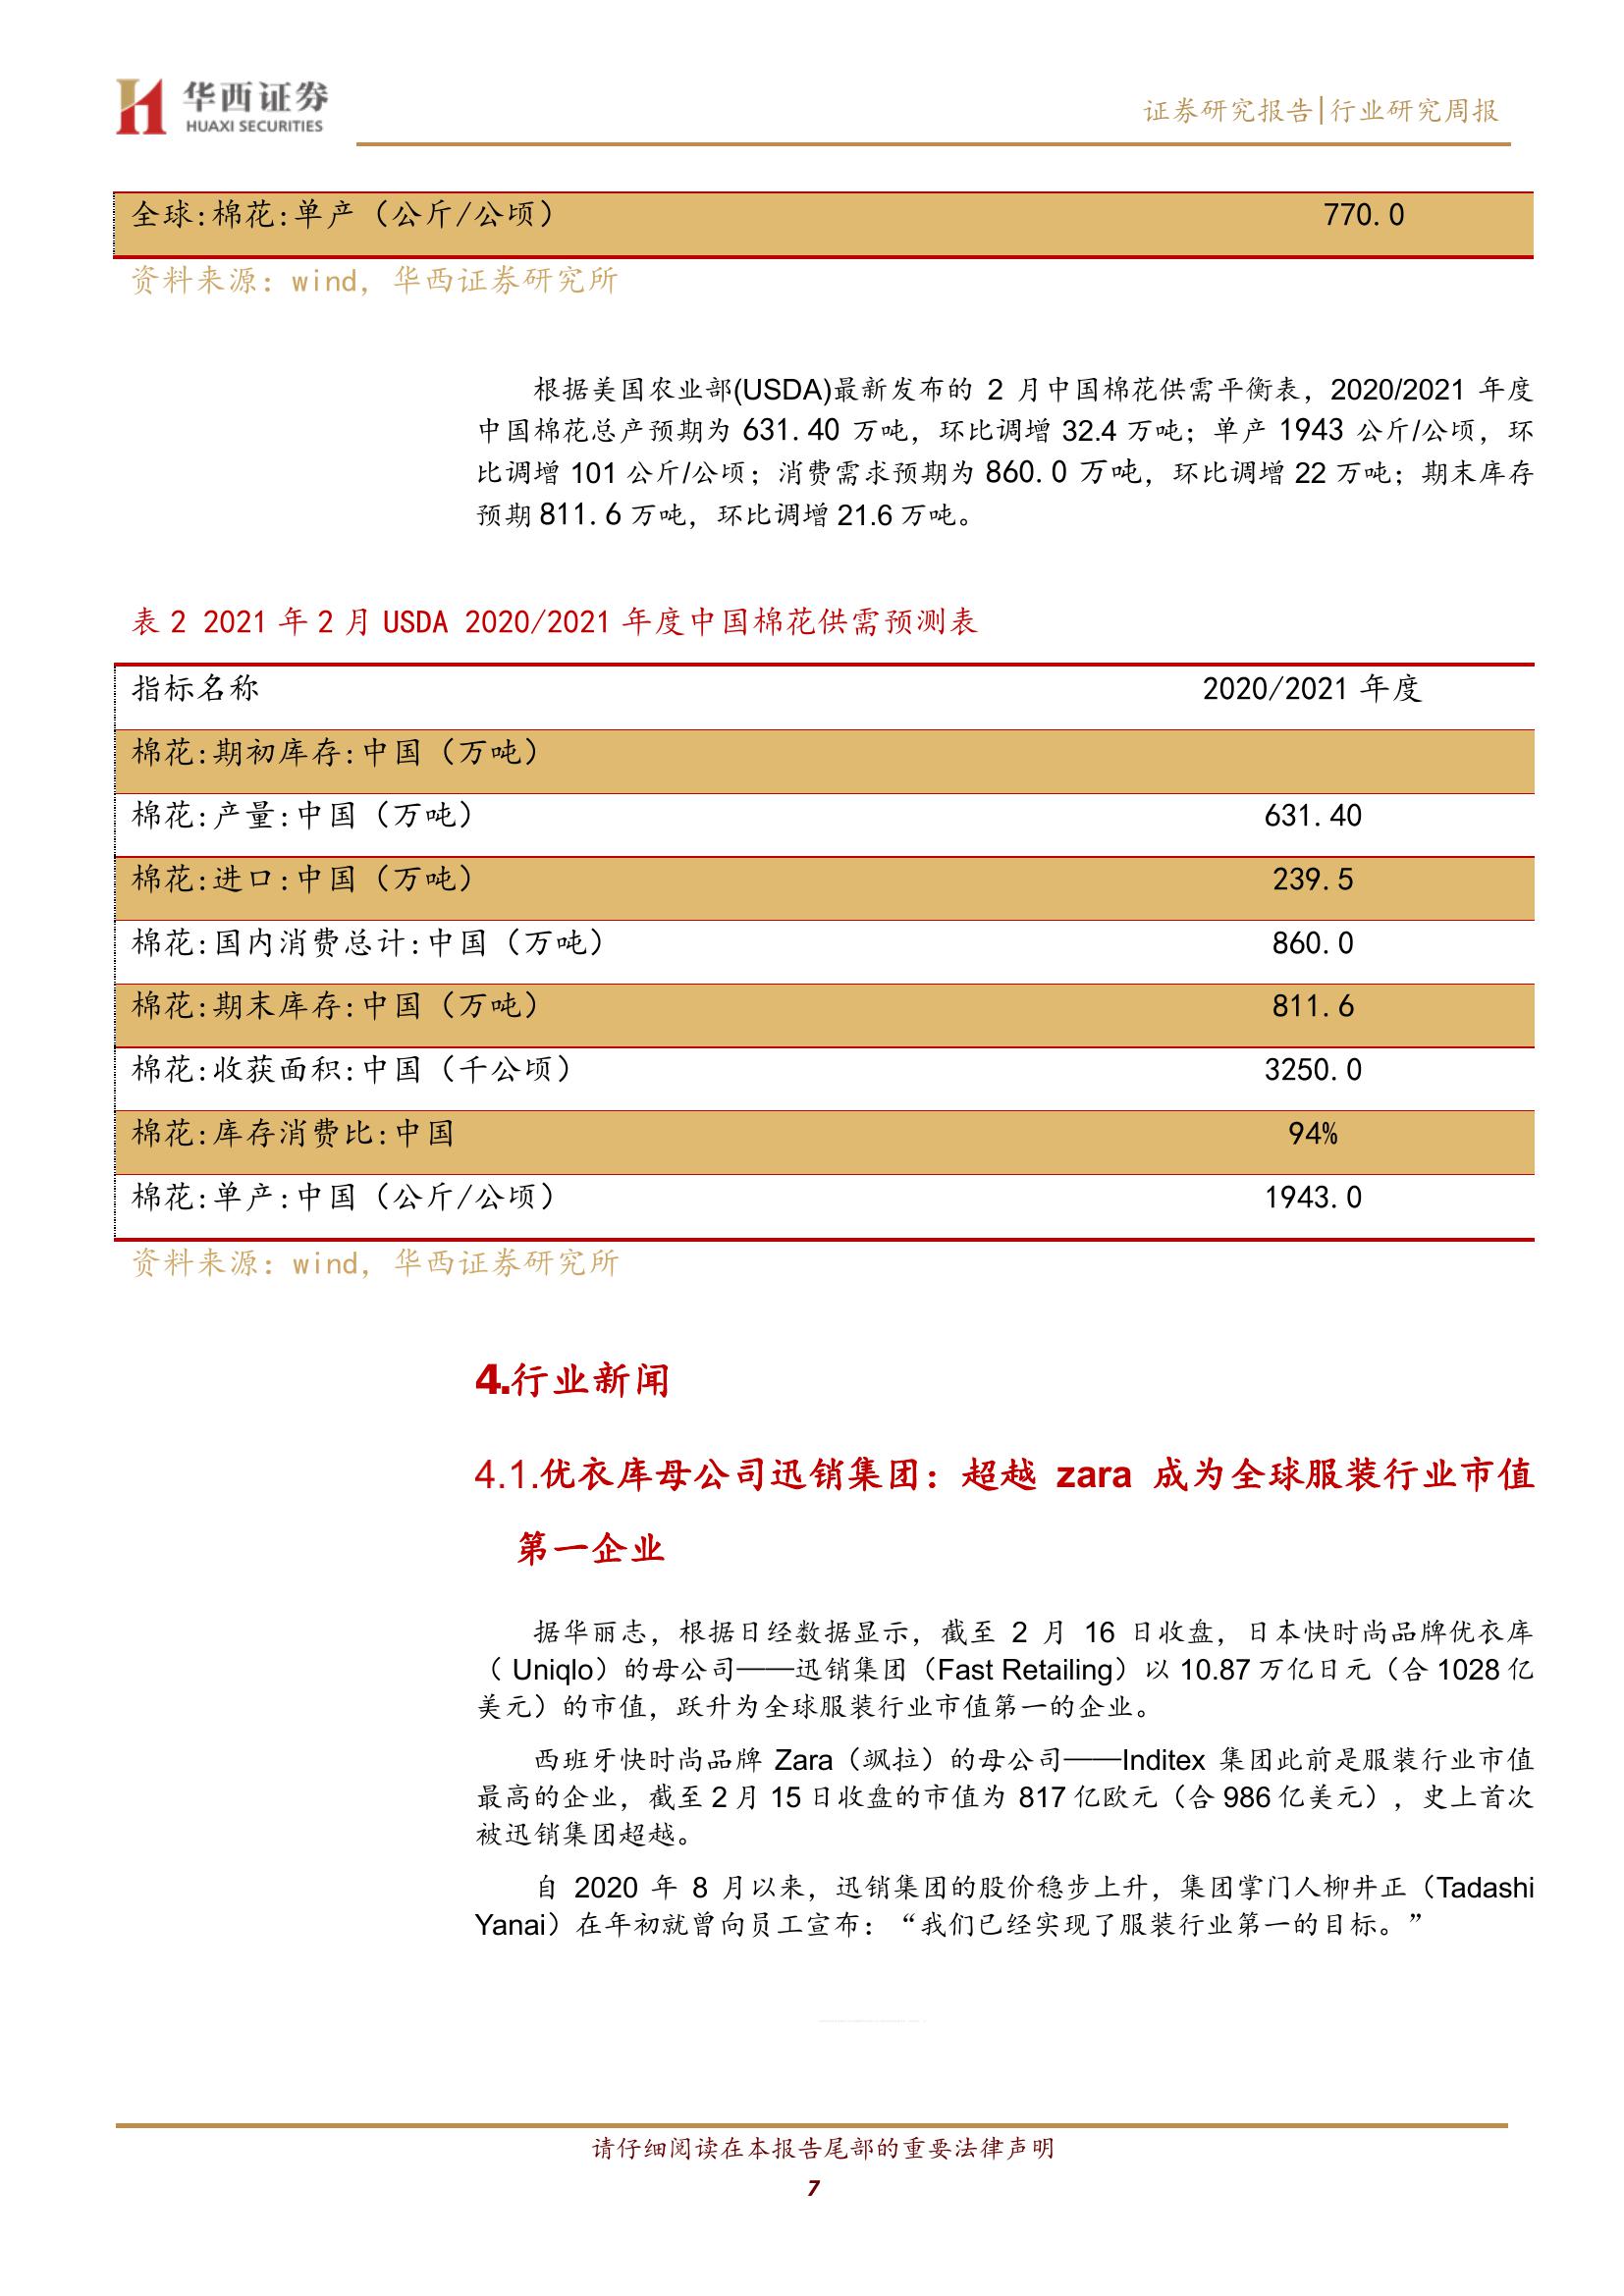 华西证券
HUAXI SECURITIES
证券研究报告|行业研究周报
全球:棉花:单产（公斤/公顷） 770.0
资料来源：wind，华西证券研究所
根据美国农业部(USDA)最新发布的 2 月中国棉花供需平衡表，2020/2021 年度
中国棉花总产预期为 631.40 万吨，环比调增 32.4 万吨；单产 1943 公斤/公顷，环
比调增 101 公斤/公顷；消费需求预期为 860.0 万吨，环比调增 22 万吨；期末库存
预期 811.6 万吨，环比调增 21.6 万吨。
表 2 2021 年 2 月 USDA 2020/2021 年度中国棉花供需预测表
指标名称 2020/2021 年度
棉花:期初库存:中国（万吨）
棉花:产量:中国（万吨） 631.40
棉花:进口:中国（万吨） 239.5
棉花:国内消费总计:中国（万吨） 860.0
棉花:期末库存:中国（万吨） 811.6
棉花:收获面积:中国（千公顷） 3250.0
棉花:库存消费比:中国 94%
棉花:单产:中国（公斤/公顷） 1943.0
资料来源：wind，华西证券研究所
4.行业新闻
4.1.优衣库母公司迅销集团：超越 zara 成为全球服装行业市值
第一企业
据华丽志，根据日经数据显示，截至 2 月 16 日收盘，日本快时尚品牌优衣库
（ Uniqlo）的母公司——迅销集团（Fast Retailing）以 10.87 万亿日元（合 1028 亿
美元）的市值，跃升为全球服装行业市值第一的企业。
西班牙快时尚品牌 Zara（飒拉）的母公司——Inditex 集团此前是服装行业市值
最高的企业，截至 2 月 15 日收盘的市值为 817 亿欧元（合 986 亿美元），史上首次
被迅销集团超越。
自 2020 年 8 月以来，迅销集团的股价稳步上升，集团掌门人柳井正（Tadashi
Yanai）在年初就曾向员工宣布：“我们已经实现了服装行业第一的目标。”
请仔细阅读在本报告尾部的重要法律声明
7